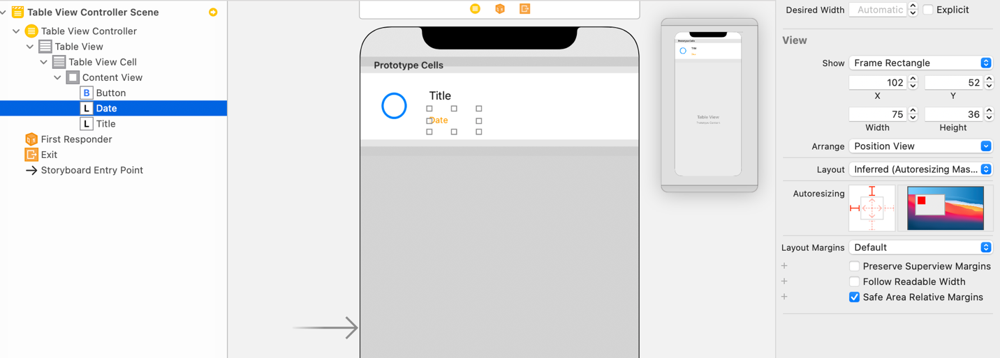 Table View Controller Scene
Table View Controller
Table View
Table View Cell
Content View
B Button
L Date
L Title
First Responder
Exit
Storyboard Entry Point
Prototype Cells
Title
Date
Prototype Cells
Title
Date
Table View
Prototype Content
Desired Width Automatic Explicit
View
Show Frame Rectangle
102 52
X Y
75 36
Width Height
Arrange Position View
Layout Inferred (Autoresizing Mas...
Autoresizing
Layout Margins Default
Preserve Superview Margins
Follow Readable Width
Safe Area Relative Margins